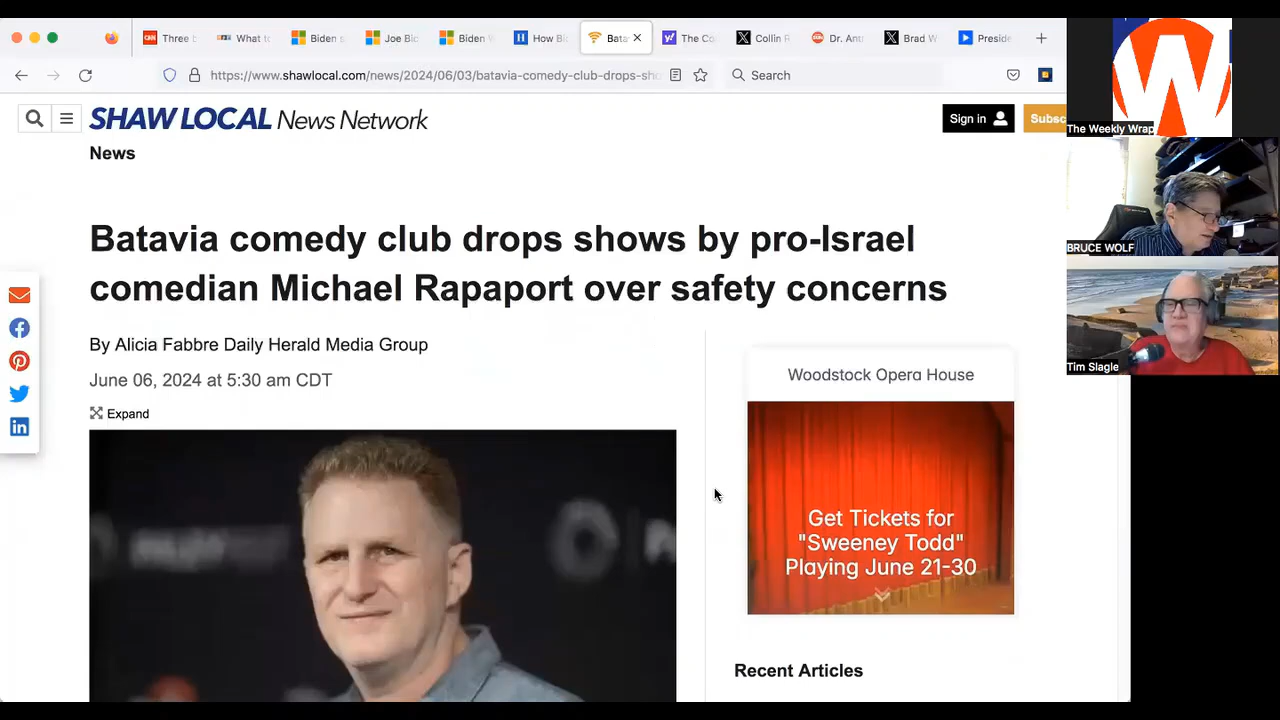 Three
What to
Biden
Joe Bi
Biden
How Bi
Bata
The Co
Collin R
Dr. Ant
Brad W
Preside
https://www.shawlocal.com/news/2024/06/03/batavia-comedy-club-drops-sho
Search
SHAW LOCAL News Network
Sign in
Subsc
News
Batavia comedy club drops shows by pro-Israel
comedian Michael Rapaport over safety concerns
By Alicia Fabbre Daily Herald Media Group
June 06, 2024 at 5:30 am CDT
Expand
Woodstock Opera House
Get Tickets for
"Sweeney Todd"
Playing June 21-30
Recent Articles
W
The Weekly Wrap
BRUCE WOLF
Tim Slagle